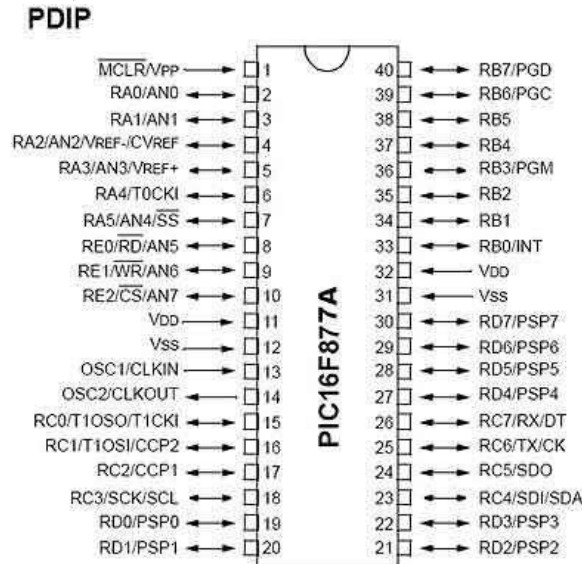 PDIP
MCLR/VPP 1 40 RB7/PGD
RA0/AN0 2 39 RB6/PGC
RA1/AN1 3 38 RB5
RA2/AN2/VREF-/CVREF 4 37 RB4
RA3/AN3/VREF+ 5 36 RB3/PGM
RA4/T0CKI 6 35 RB2
RA5/AN4/SS 7 34 RB1
RE0/RD/AN5 8 33 RB0/INT
RE1/WR/AN6 9 32 VDD
RE2/CS/AN7 10 31 VSS
VDD 11 30 RD7/PSP7
VSS 12 29 RD6/PSP6
OSC1/CLKIN 13 28 RD5/PSP5
OSC2/CLKOUT 14 27 RD4/PSP4
RC0/T1OSO/T1CKI 15 26 RC7/RX/DT
RC1/T1OSI/CCP2 16 25 RC6/TX/CK
RC2/CCP1 17 24 RC5/SDO
RC3/SCK/SCL 18 23 RC4/SDI/SDA
RD0/PSP0 19 22 RD3/PSP3
RD1/PSP1 20 21 RD2/PSP2
PIC16F877A